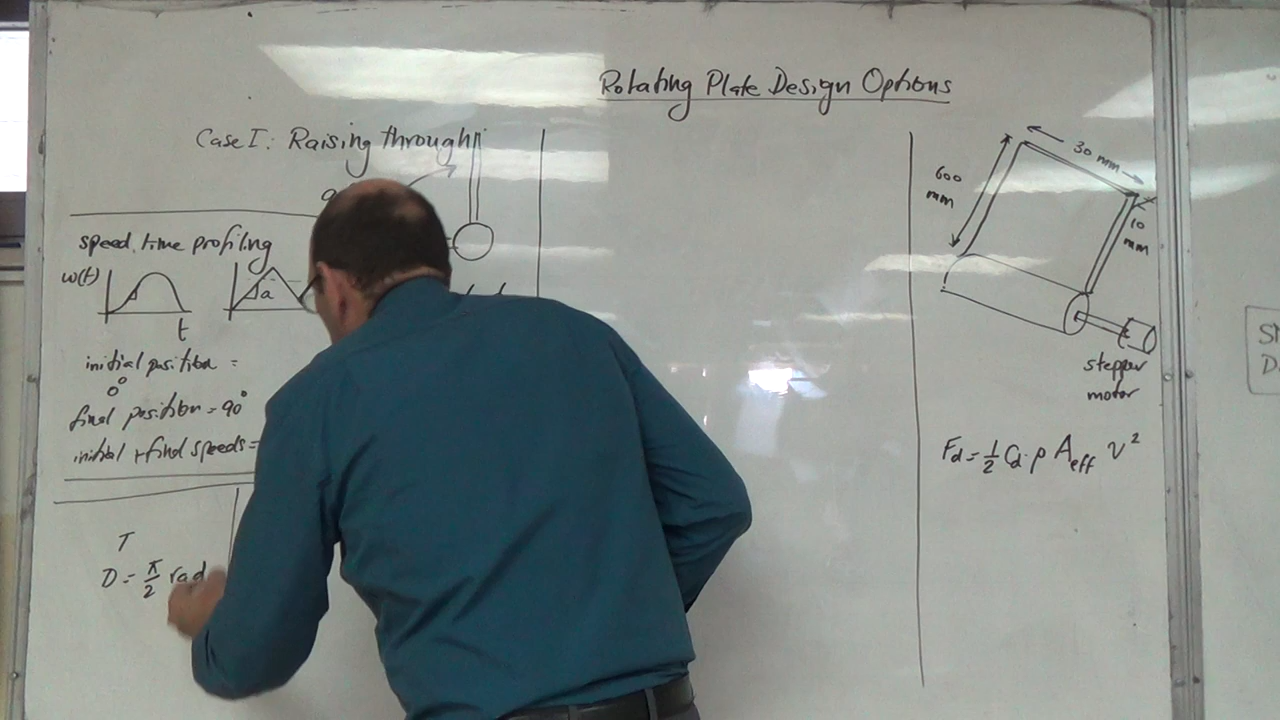 Rotating Plate Design Options
Case I: Raising through
speed time profiling
ω(t)
t
a
initial position =
0°
final position = 90°
initial + final speeds =
T
D = π/2 rad
600
mm
30 mm
10
mm
stepper
motor
Fd = 1/2 Cd · ρ Aeff v²